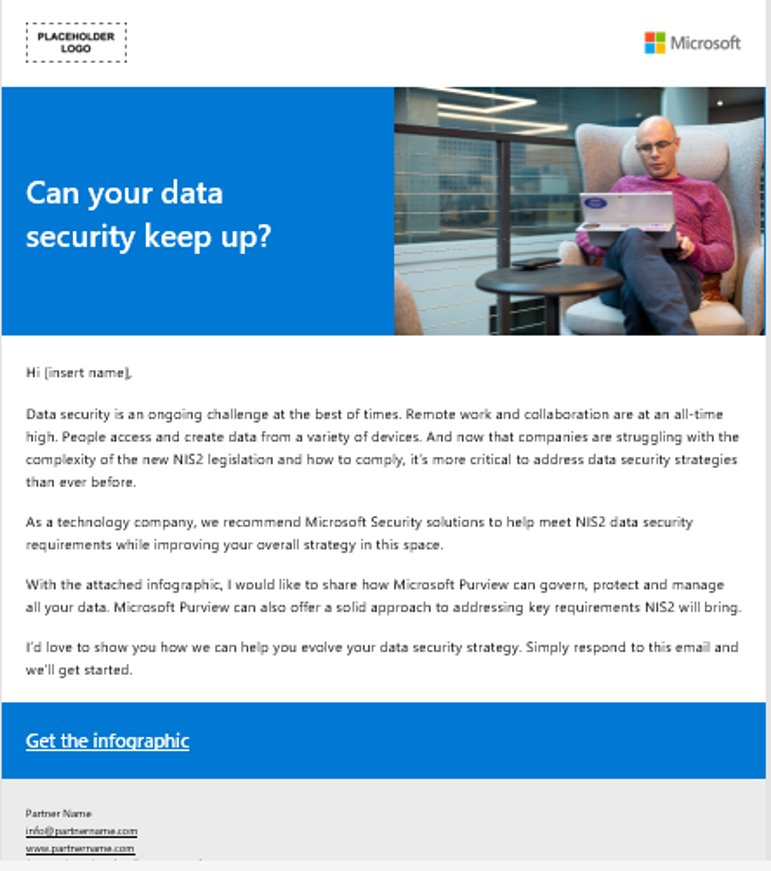 PLACEHOLDER
LOGO
Microsoft
Can your data
security keep up?
Hi [insert name],
Data security is an ongoing challenge at the best of times. Remote work and collaboration are at an all-time
high. People access and create data from a variety of devices. And now that companies are struggling with the
complexity of the new NIS2 legislation and how to comply, it's more critical to address data security strategies
than ever before.
As a technology company, we recommend Microsoft Security solutions to help meet NIS2 data security
requirements while improving your overall strategy in this space.
With the attached infographic, I would like to share how Microsoft Purview can govern, protect and manage
all your data. Microsoft Purview can also offer a solid approach to addressing key requirements NIS2 will bring.
I'd love to show you how we can help you evolve your data security strategy. Simply respond to this email and
we'll get started.
Get the infographic
Partner Name
info@partnername.com
www.partnername.com